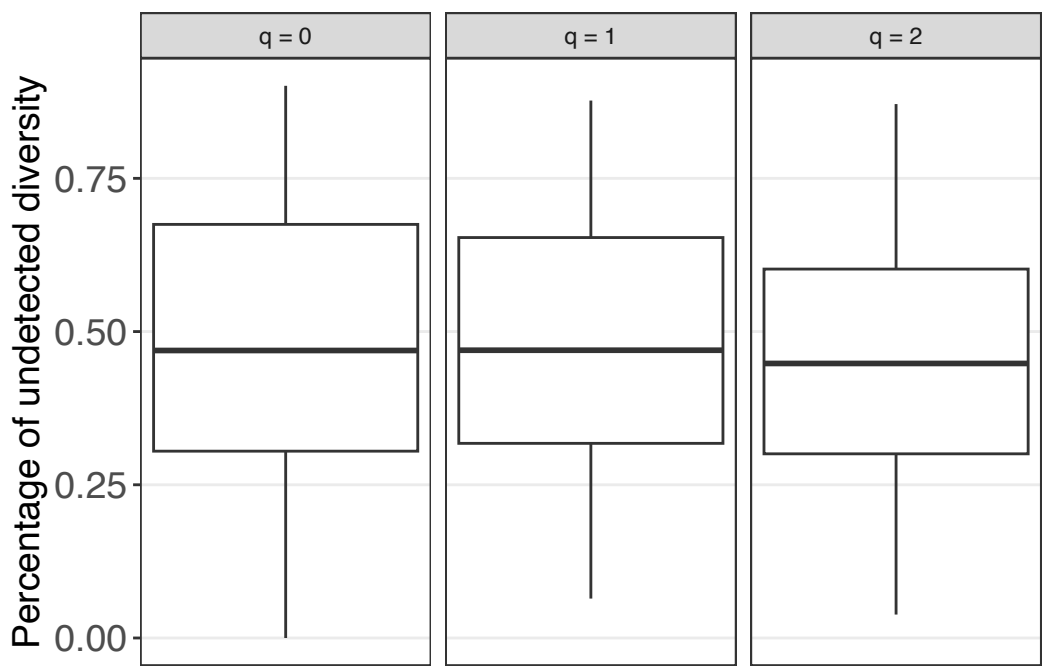 q = 0
q = 1
q = 2
Percentage of undetected diversity
0.75
0.50
0.25
0.00